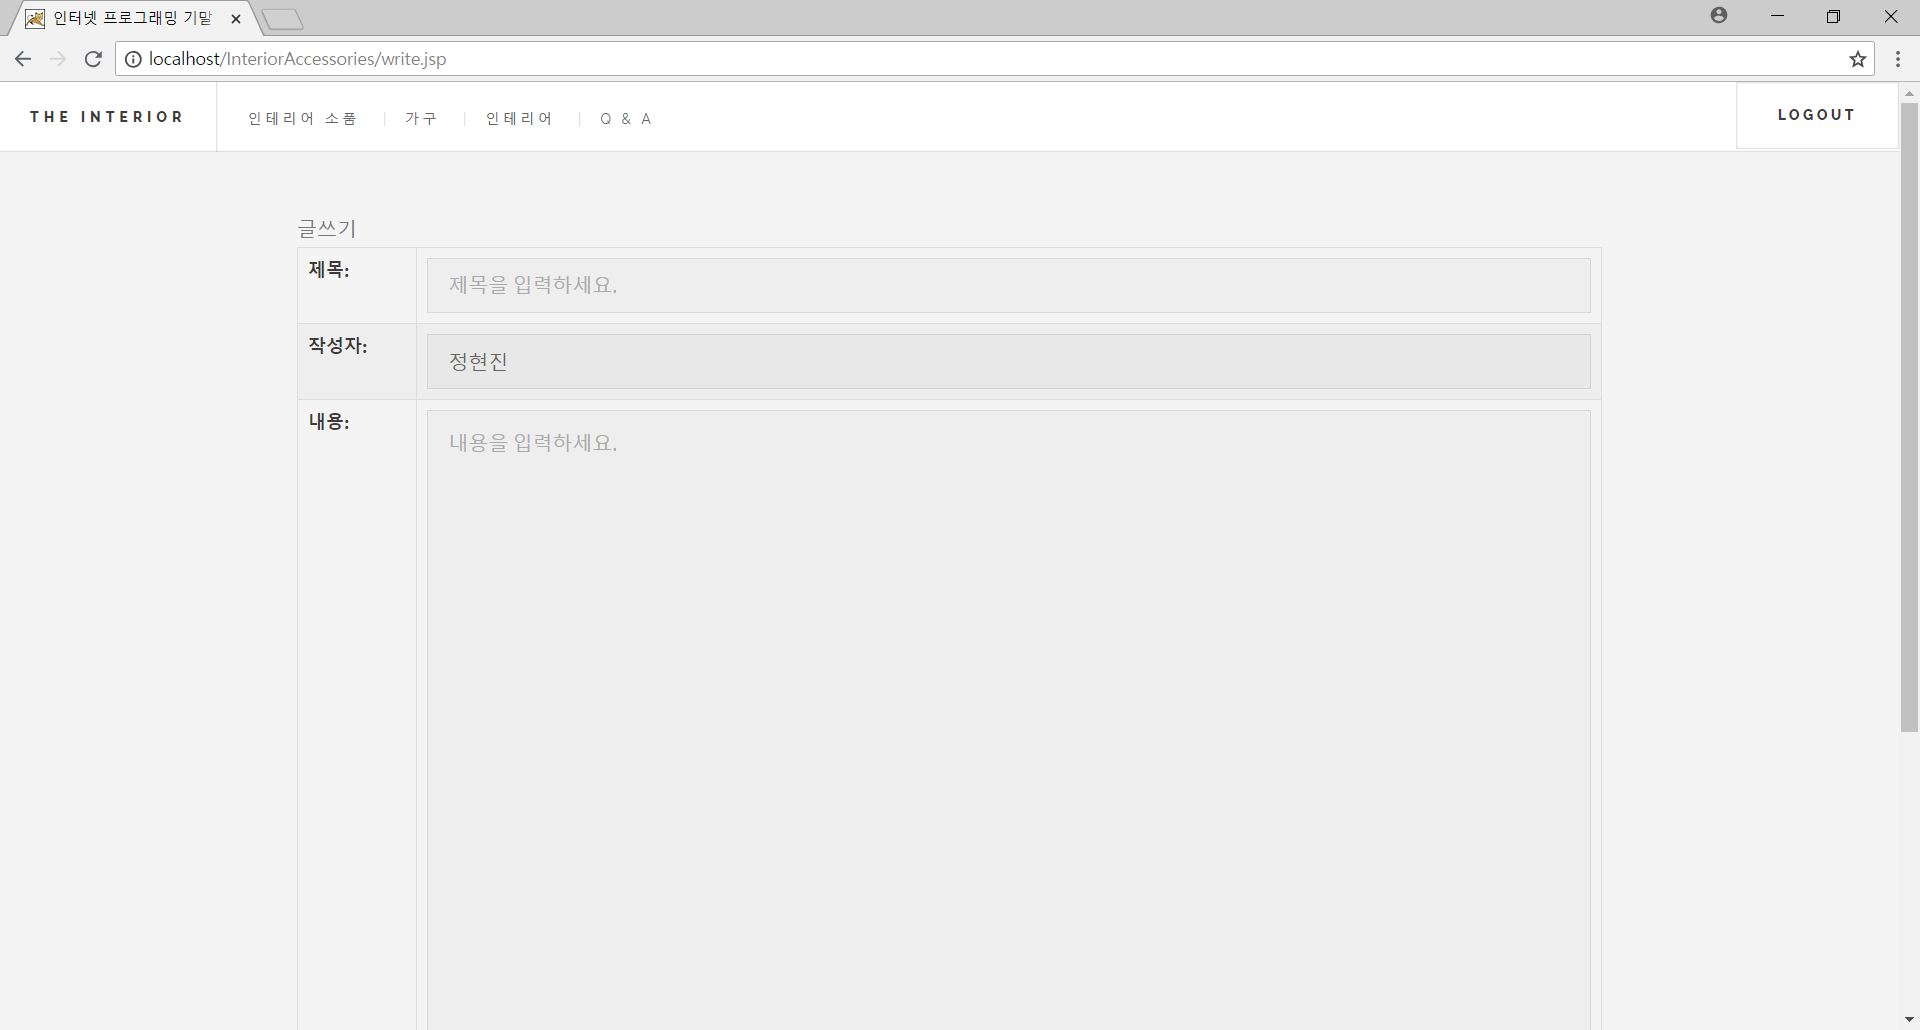 인터넷 프로그래밍 기말
localhost/InteriorAccessories/write.jsp
THE INTERIOR
인테리어 소품 | 가구 | 인테리어 | Q & A
LOGOUT
글쓰기
제목:
제목을 입력하세요.
작성자:
정현진
내용:
내용을 입력하세요.